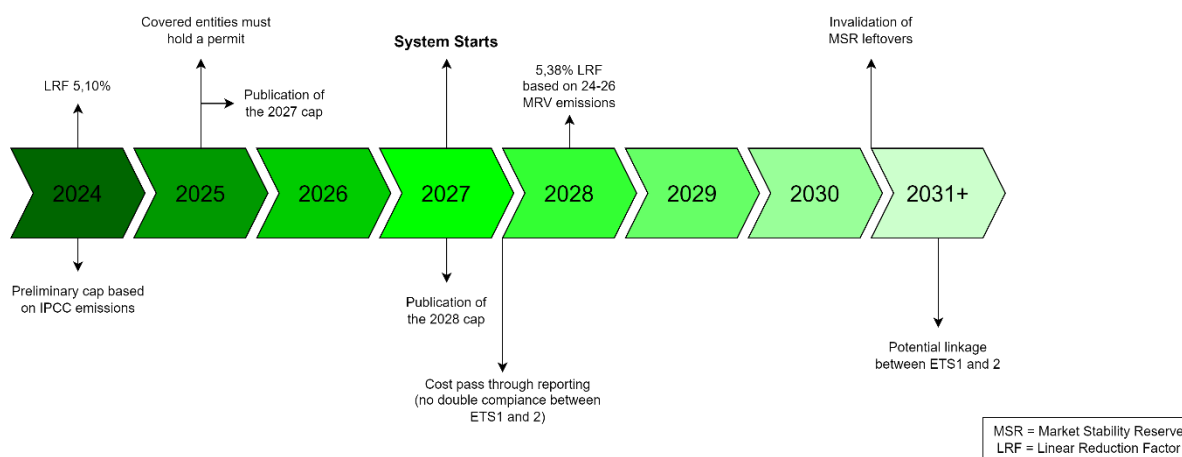 Covered entities must
hold a permit
System Starts
Invalidation of
MSR leftovers
LRF 5,10%
Publication of
the 2027 cap
5,38% LRF
based on 24-26
MRV emissions
2024
2025
2026
2027
2028
2029
2030
2031+
Preliminary cap based
on IPCC emissions
Publication of
the 2028 cap
Cost pass through reporting
(no double compiance between
ETS1 and 2)
Potential linkage
between ETS1 and 2
MSR = Market Stability Reserve
LRF = Linear Reduction Factor